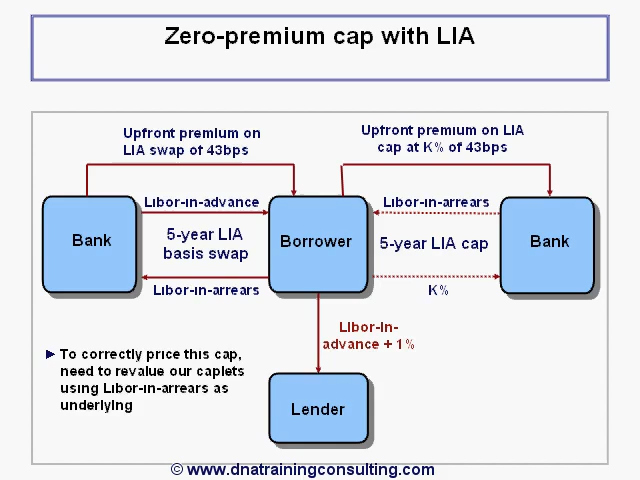 Zero-premium cap with LIA
Upfront premium on
LIA swap of 43bps
Upfront premium on LIA
cap at K% of 43bps
Libor-in-advance
Libor-in-arrears
Bank
5-year LIA
basis swap
Borrower
5-year LIA cap
Bank
Libor-in-arrears
K%
Libor-in-
advance + 1%
► To correctly price this cap,
need to revalue our caplets
using Libor-in-arrears as
underlying
Lender
© www.dnatrainingconsulting.com